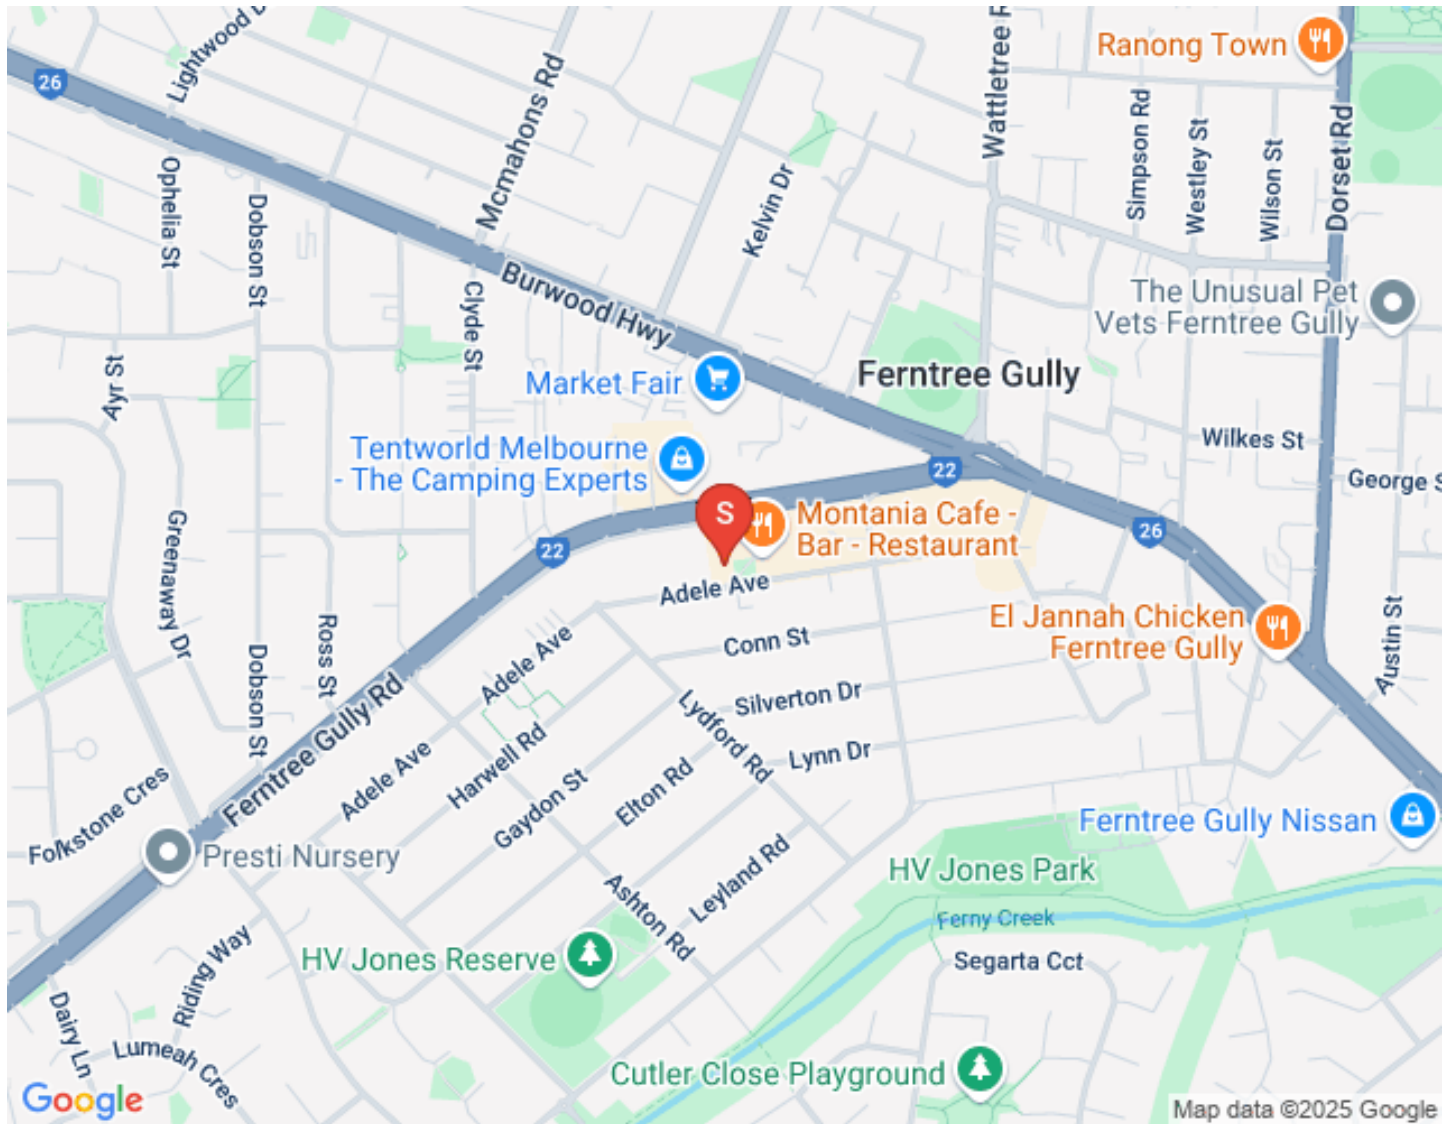 Lightwood D
Mcmahons Rd
Wattletree R
Ranong Town
26
Simpson Rd
Westley St
Wilson St
Dorset Rd
Ophelia St
Dobson St
Kelvin Dr
Clyde St
Burwood Hwy
The Unusual Pet
Vets Ferntree Gully
Ayr St
Market Fair
Ferntree Gully
Tentworld Melbourne
- The Camping Experts
22
Wilkes St
George S
S
Montania Cafe -
Bar - Restaurant
26
22
Greenaway Dr
Adele Ave
Ross St
Dobson St
Conn St
El Jannah Chicken
Ferntree Gully
Austin St
Adele Ave
Silverton Dr
Ferntree Gully Rd
Lydford Rd
Harwell Rd
Lynn Dr
Adele Ave
Elton Rd
Gaydon St
Folkstone Cres
Ferntree Gully Nissan
Presti Nursery
Leyland Rd
HV Jones Park
Ashton Rd
Ferny Creek
HV Jones Reserve
Segarta Cct
Riding Way
Dairy Ln
Lumeah Cres
Cutler Close Playground
Google
Map data ©2025 Google